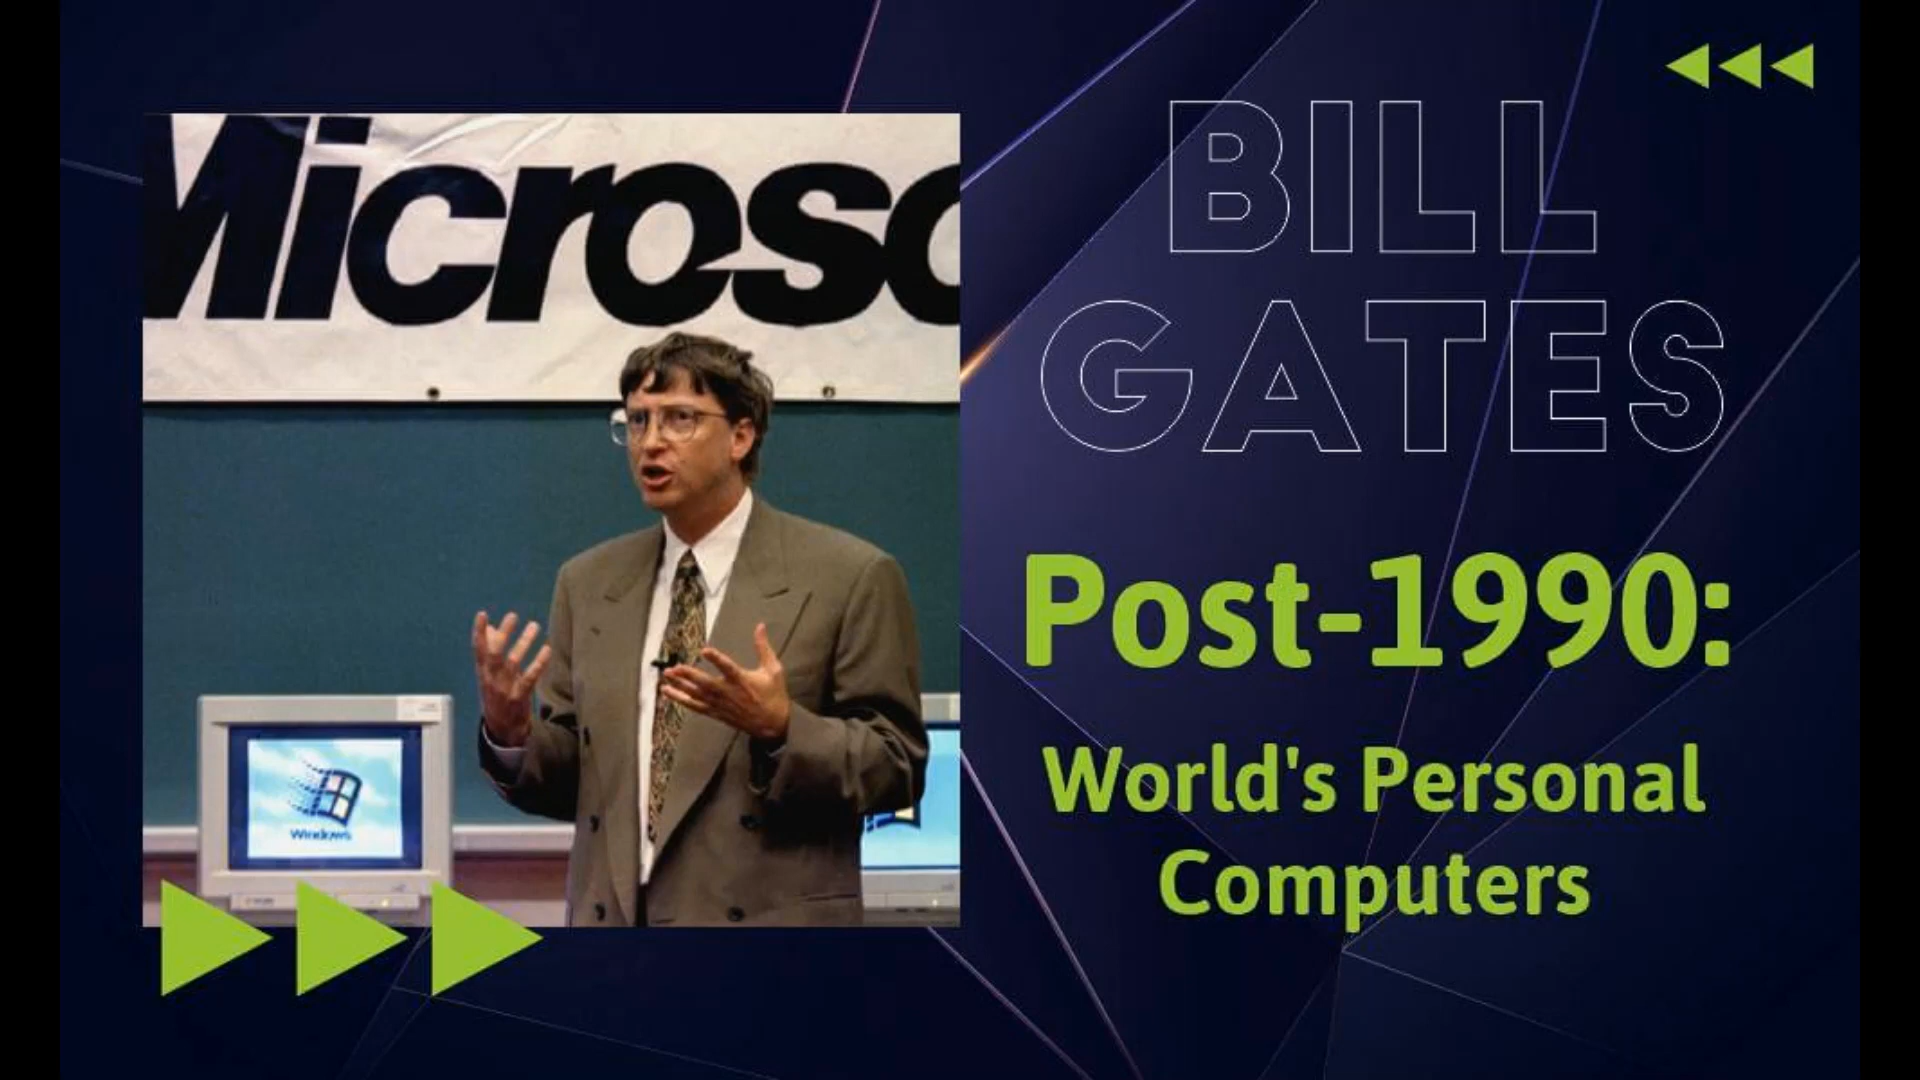 Microso
BILL
GATES
Post-1990:
World's Personal
Computers
Windows